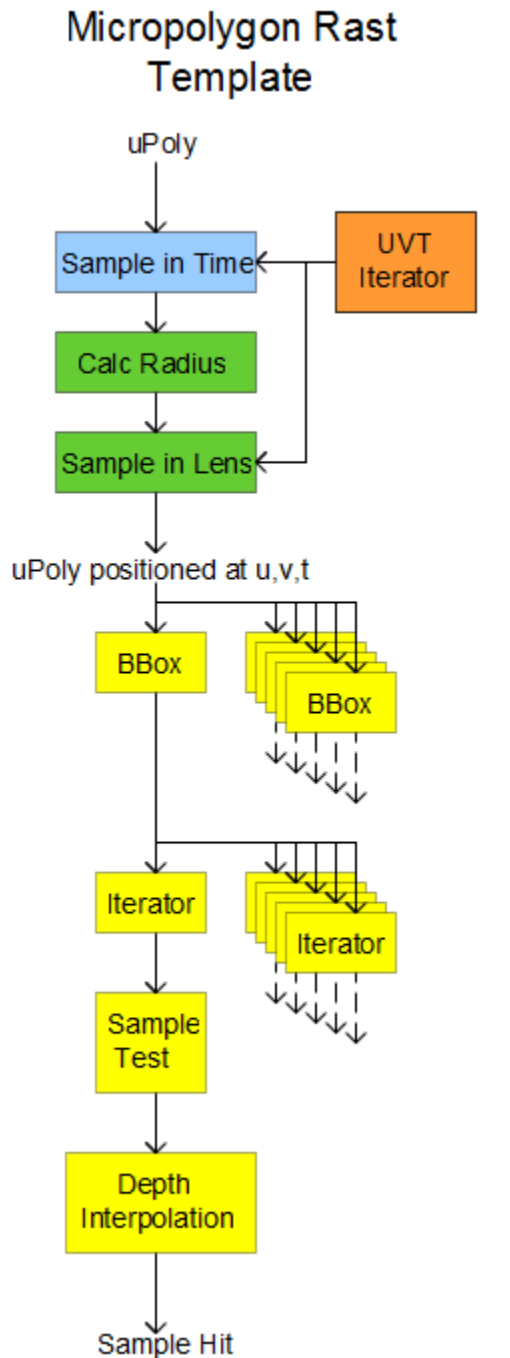 Micropolygon Rast
Template
uPoly
Sample in Time
UVT
Iterator
Calc Radius
Sample in Lens
uPoly positioned at u,v,t
BBox
BBox
Iterator
Iterator
Sample
Test
Depth
Interpolation
Sample Hit